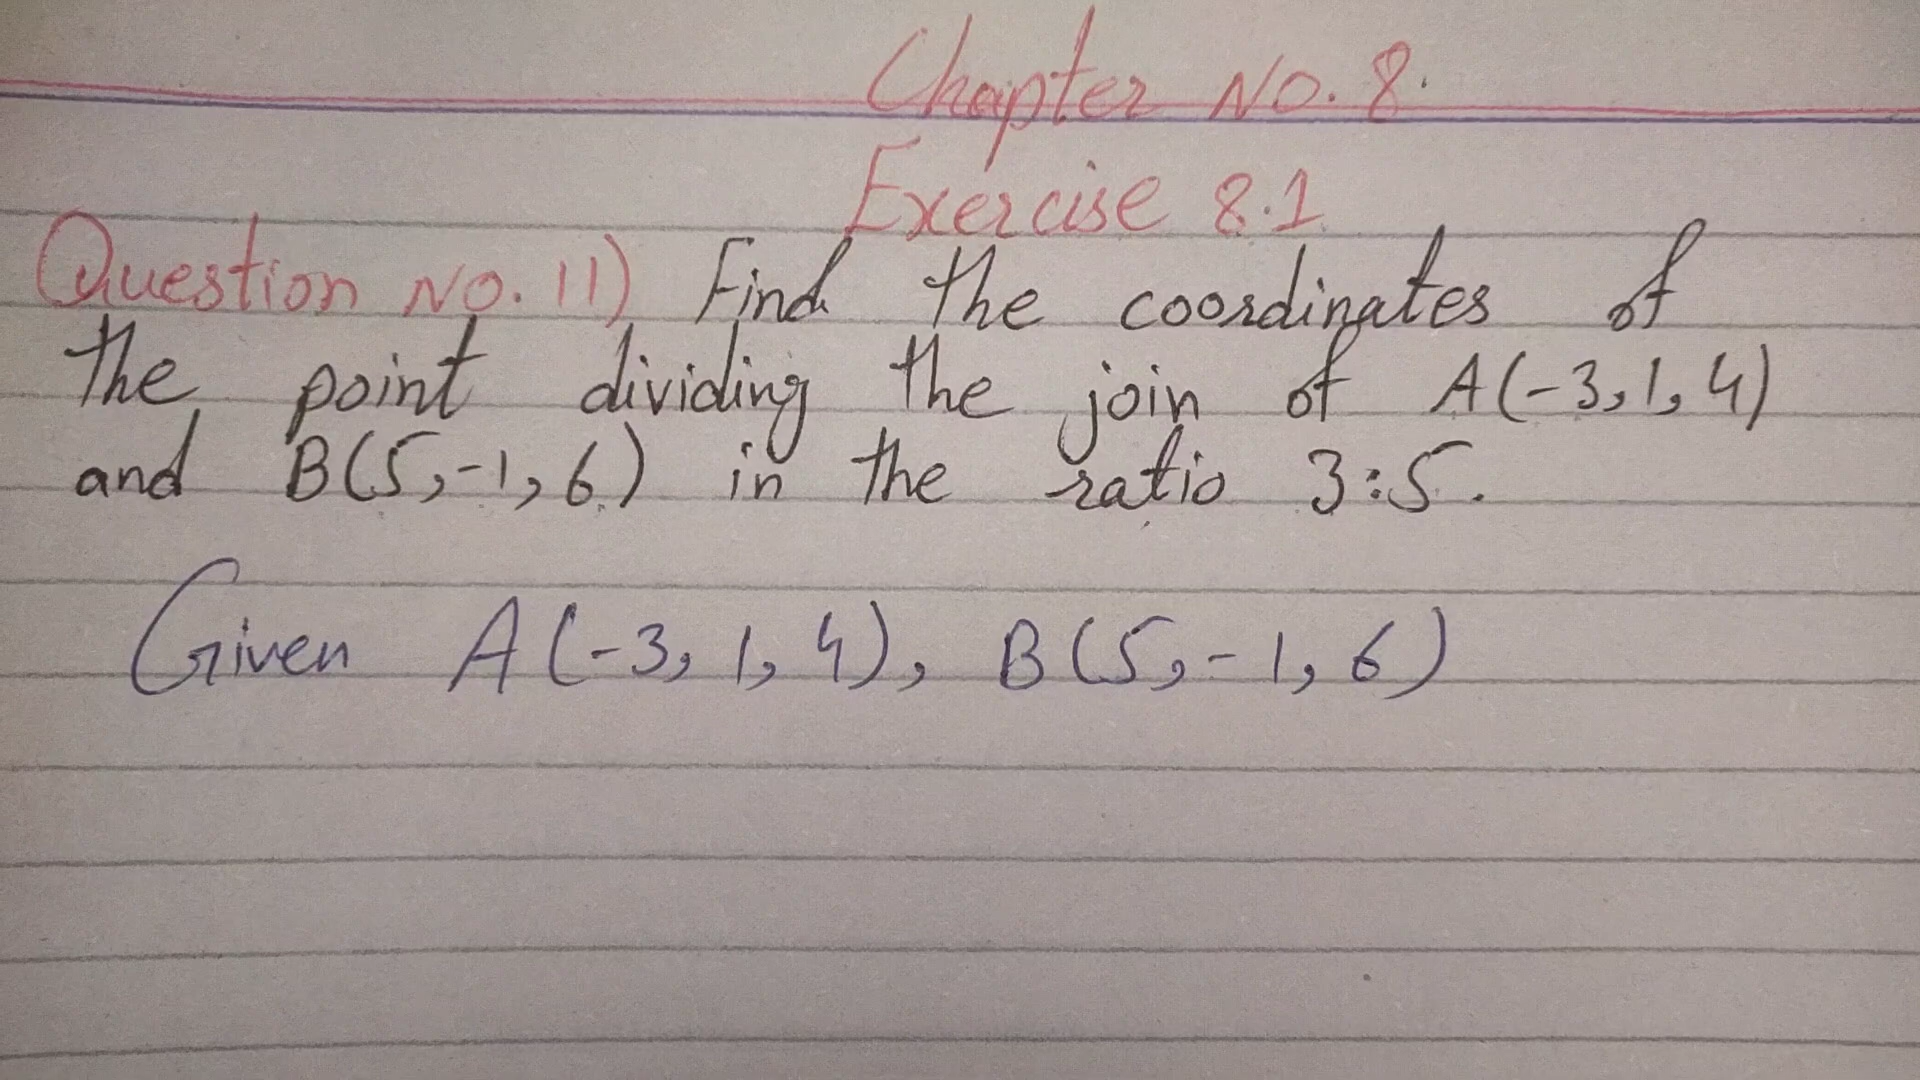 Chapter No. 8.
Exercise 8.1
Question No. 11) Find the coordinates of
the point dividing the join of A(-3,1,4)
and B(5,-1,6) in the ratio 3:5.
Given A(-3,1,4), B(5,-1,6)